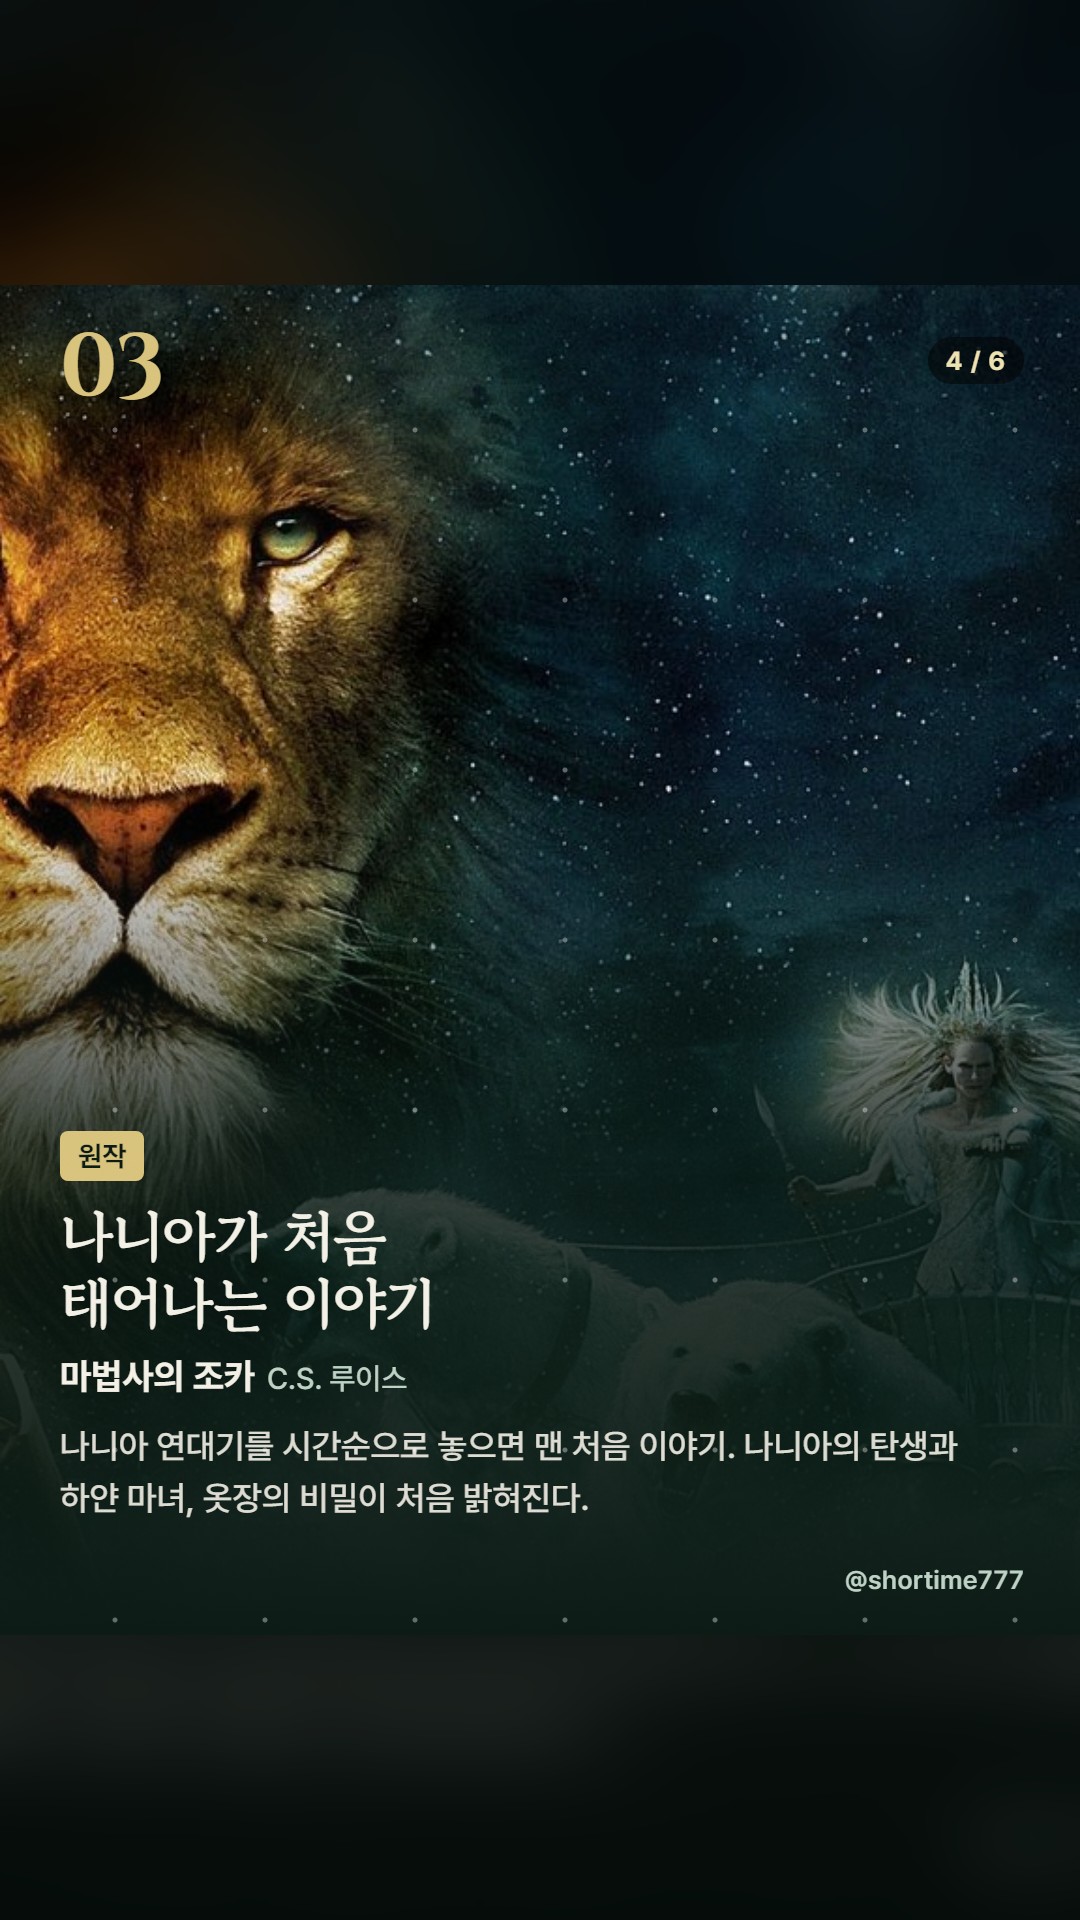 03
4 / 6
원작
나니아가 처음
태어나는 이야기
마법사의 조카 C.S. 루이스
나니아 연대기를 시간순으로 놓으면 맨 처음 이야기. 나니아의 탄생과
하얀 마녀, 옷장의 비밀이 처음 밝혀진다.
@shortime777